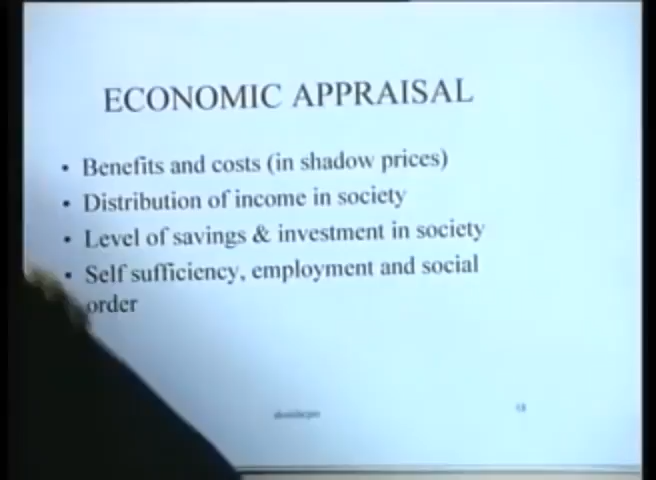 ECONOMIC APPRAISAL
• Benefits and costs (in shadow prices)
• Distribution of income in society
• Level of savings & investment in society
• Self sufficiency, employment and social
order